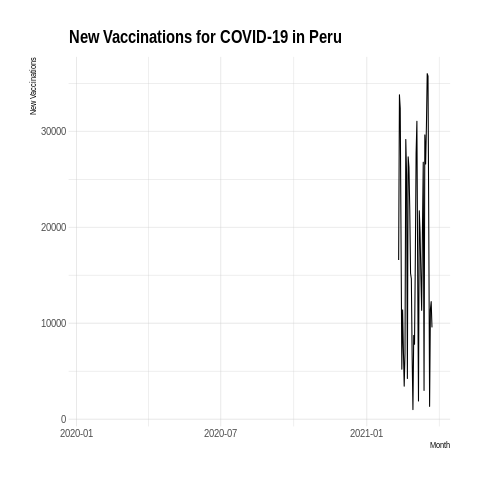 New Vaccinations for COVID-19 in Peru
New Vaccinations
30000
20000
10000
0
2020-01
2020-07
2021-01
Month